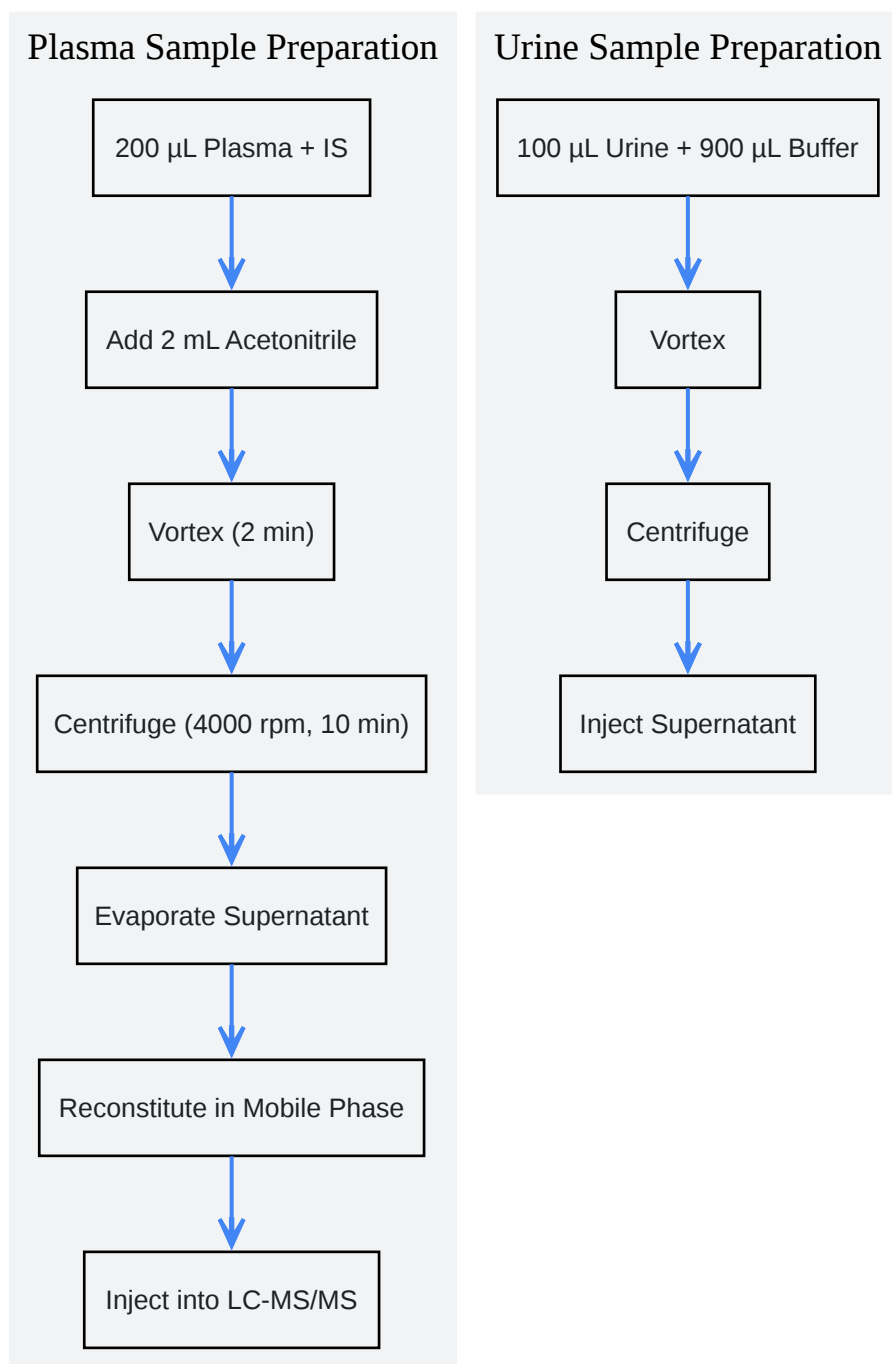 Plasma Sample Preparation
200 µL Plasma + IS
Add 2 mL Acetonitrile
Vortex (2 min)
Centrifuge (4000 rpm, 10 min)
Evaporate Supernatant
Reconstitute in Mobile Phase
Inject into LC-MS/MS
Urine Sample Preparation
100 µL Urine + 900 µL Buffer
Vortex
Centrifuge
Inject Supernatant